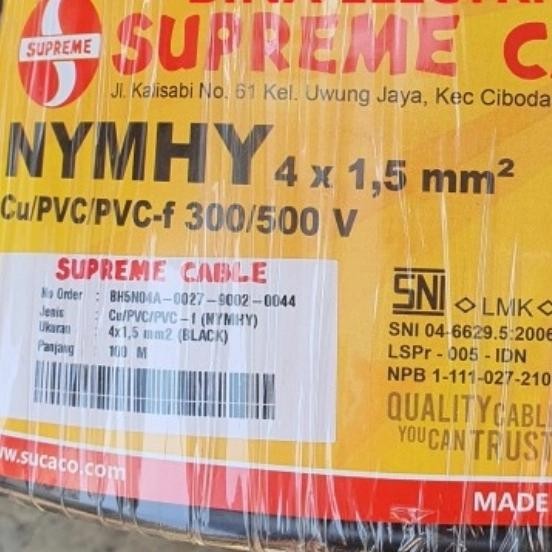 SUPREME
SUPREME C
Jl. Kalisabi No. 61 Kel. Uwung Jaya, Kec Ciboda
NYMHY 4 x 1,5 mm²
Cu/PVC/PVC-f 300/500 V
SUPREME CABLE
No Order : BH5N04A-0027-9002-0044
Jenis : Cu/PVC/PVC-f (NYMHY)
Ukuran : 4x1,5 mm2 (BLACK)
Panjang : 100 M
SNI LMK
SNI 04-6629.5:2006
LSPr - 005 - IDN
NPB 1-111-027-210
QUALITY CABL
YOU CAN TRUST
www.sucaco.com
MADE